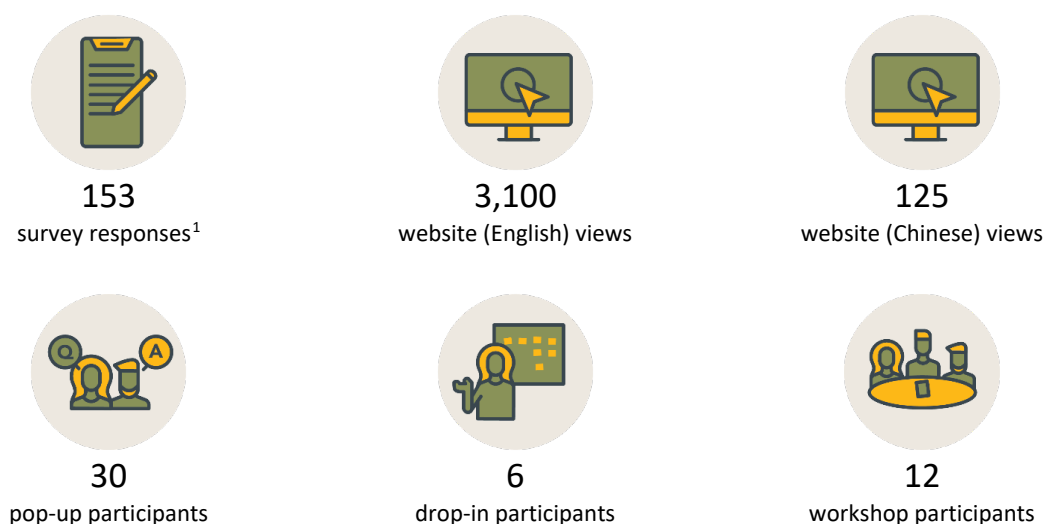 153
survey responses¹
3,100
website (English) views
125
website (Chinese) views
Q
A
30
pop-up participants
6
drop-in participants
12
workshop participants